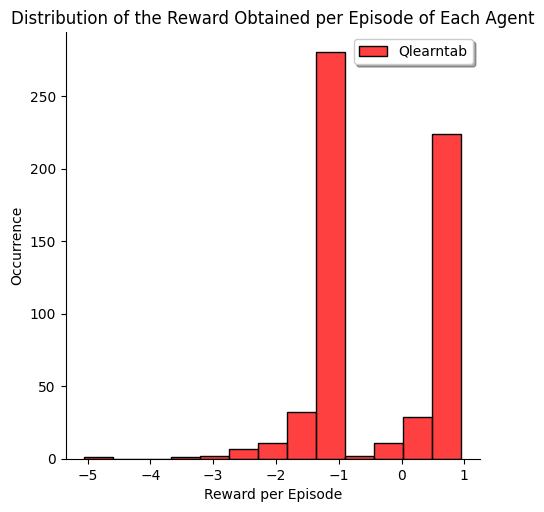 Distribution of the Reward Obtained per Episode of Each Agent
Qlearntab
250
200
150
100
50
0
Occurrence
−5 −4 −3 −2 −1 0 1
Reward per Episode